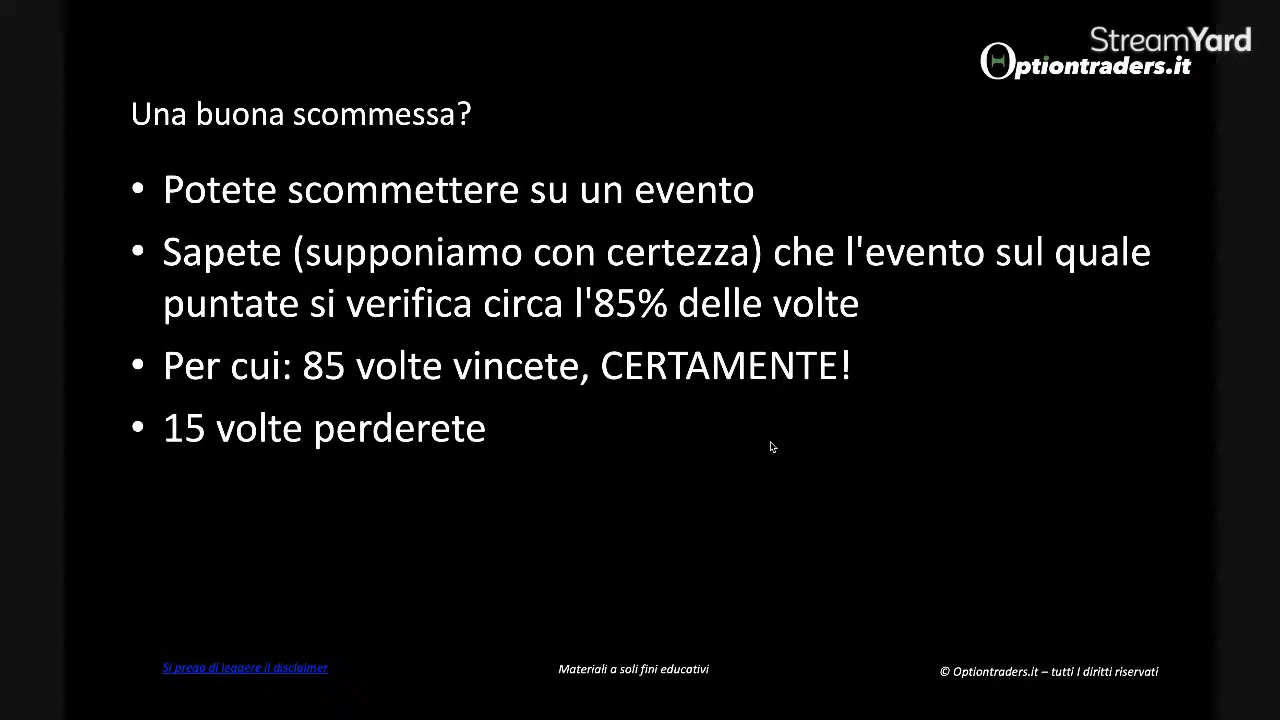 StreamYard
Optiontraders.it
Una buona scommessa?
• Potete scommettere su un evento
• Sapete (supponiamo con certezza) che l'evento sul quale
puntate si verifica circa l'85% delle volte
• Per cui: 85 volte vincete, CERTAMENTE!
• 15 volte perderete
Si prega di leggere il disclaimer
Materiali a soli fini educativi
© Optiontraders.it – tutti I diritti riservati